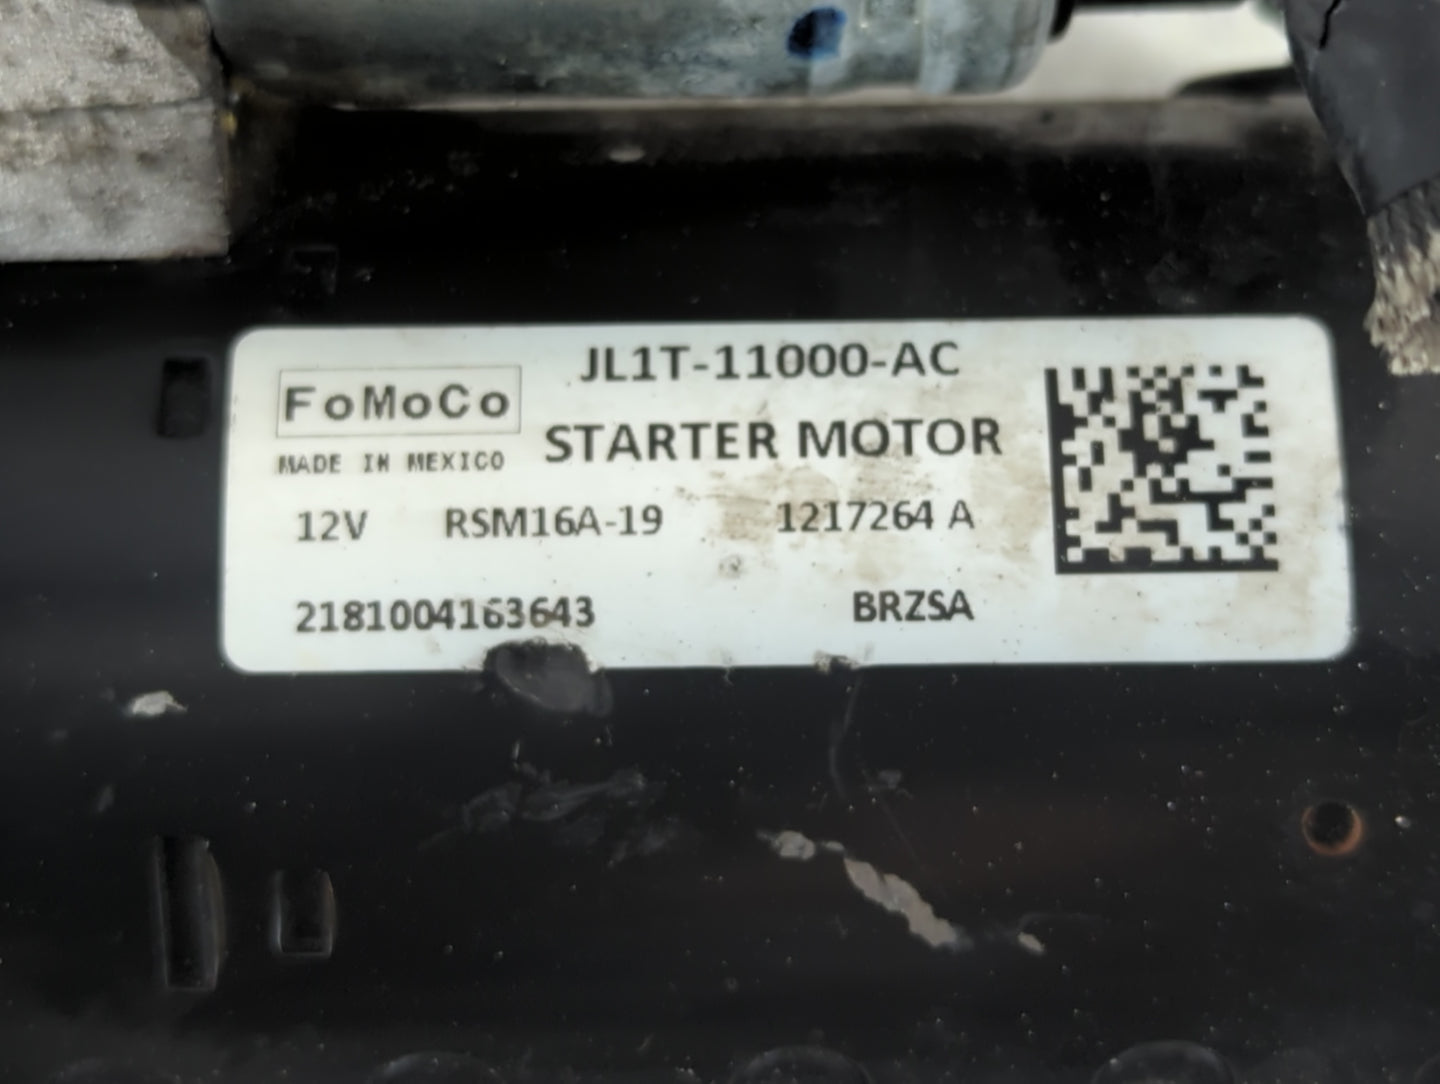 JL1T-11000-AC
FoMoCo
STARTER MOTOR
MADE IN MEXICO
12V RSM16A-19 1217264 A
2181004163643 BRZSA